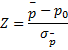 Z = (p̄ − p₀) / σ_p̄